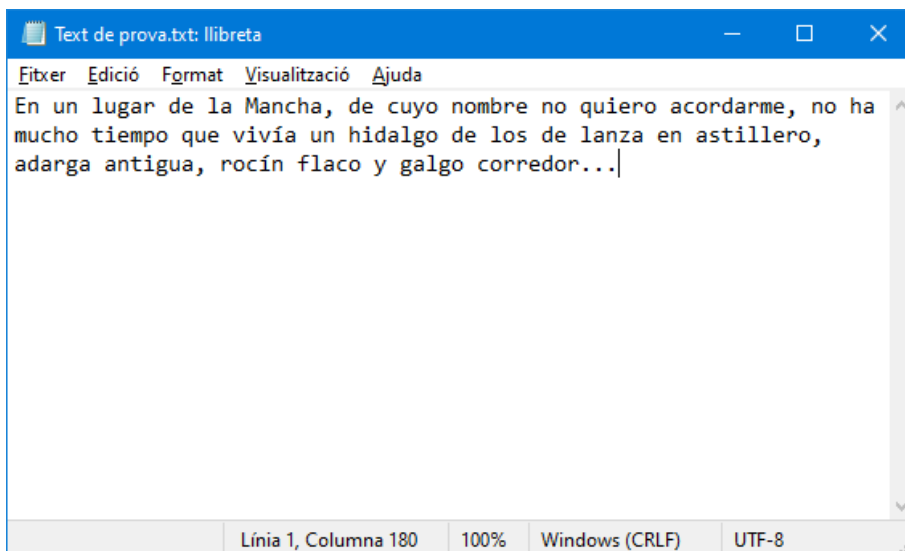 Text de prova.txt: llibreta
Fitxer Edició Format Visualització Ajuda
En un lugar de la Mancha, de cuyo nombre no quiero acordarme, no ha
mucho tiempo que vivía un hidalgo de los de lanza en astillero,
adarga antigua, rocín flaco y galgo corredor...
Línia 1, Columna 180 100% Windows (CRLF) UTF-8